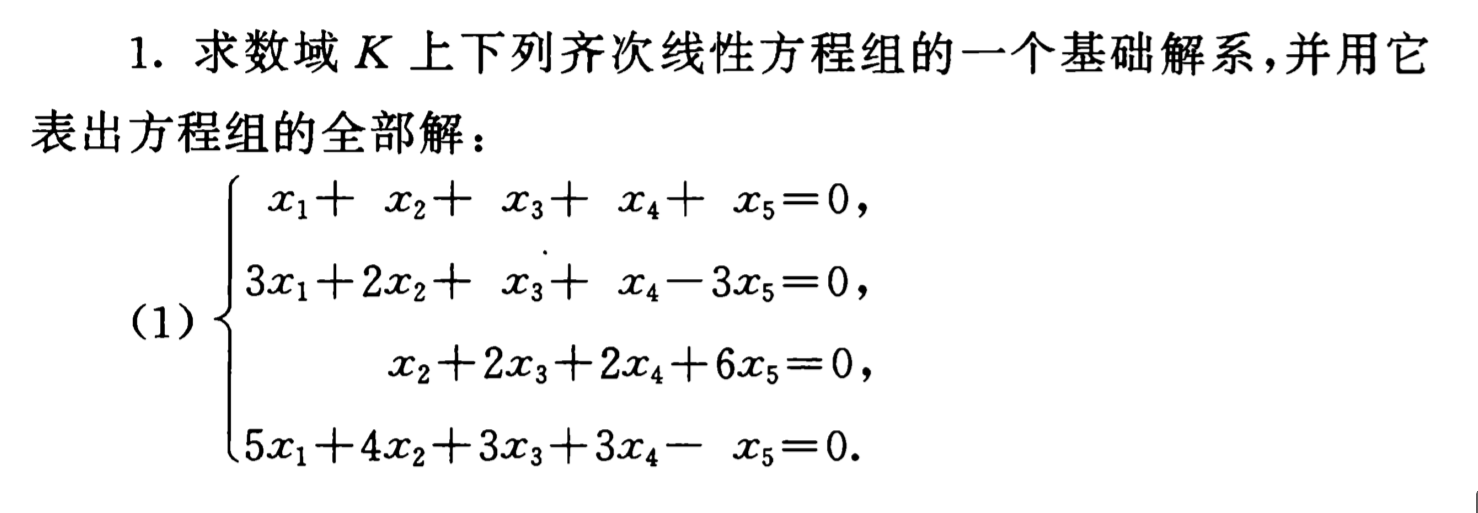 1. 求数域 K 上下列齐次线性方程组的一个基础解系,并用它
表出方程组的全部解:
x₁+ x₂+ x₃+ x₄+ x₅=0,
3x₁+2x₂+ x₃+ x₄-3x₅=0,
(1)
x₂+2x₃+2x₄+6x₅=0,
5x₁+4x₂+3x₃+3x₄- x₅=0.